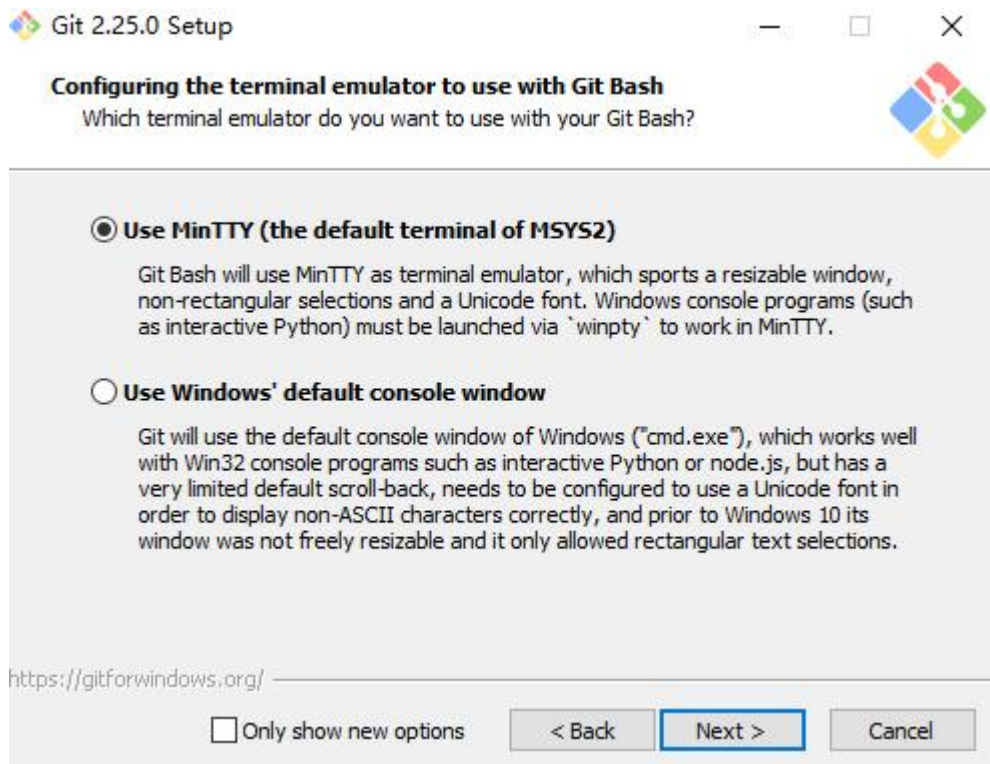 Git 2.25.0 Setup
Configuring the terminal emulator to use with Git Bash
Which terminal emulator do you want to use with your Git Bash?
Use MinTTY (the default terminal of MSYS2)
Git Bash will use MinTTY as terminal emulator, which sports a resizable window,
non-rectangular selections and a Unicode font. Windows console programs (such
as interactive Python) must be launched via `winpty` to work in MinTTY.
Use Windows' default console window
Git will use the default console window of Windows ("cmd.exe"), which works well
with Win32 console programs such as interactive Python or node.js, but has a
very limited default scroll-back, needs to be configured to use a Unicode font in
order to display non-ASCII characters correctly, and prior to Windows 10 its
window was not freely resizable and it only allowed rectangular text selections.
https://gitforwindows.org/
Only show new options
< Back
Next >
Cancel